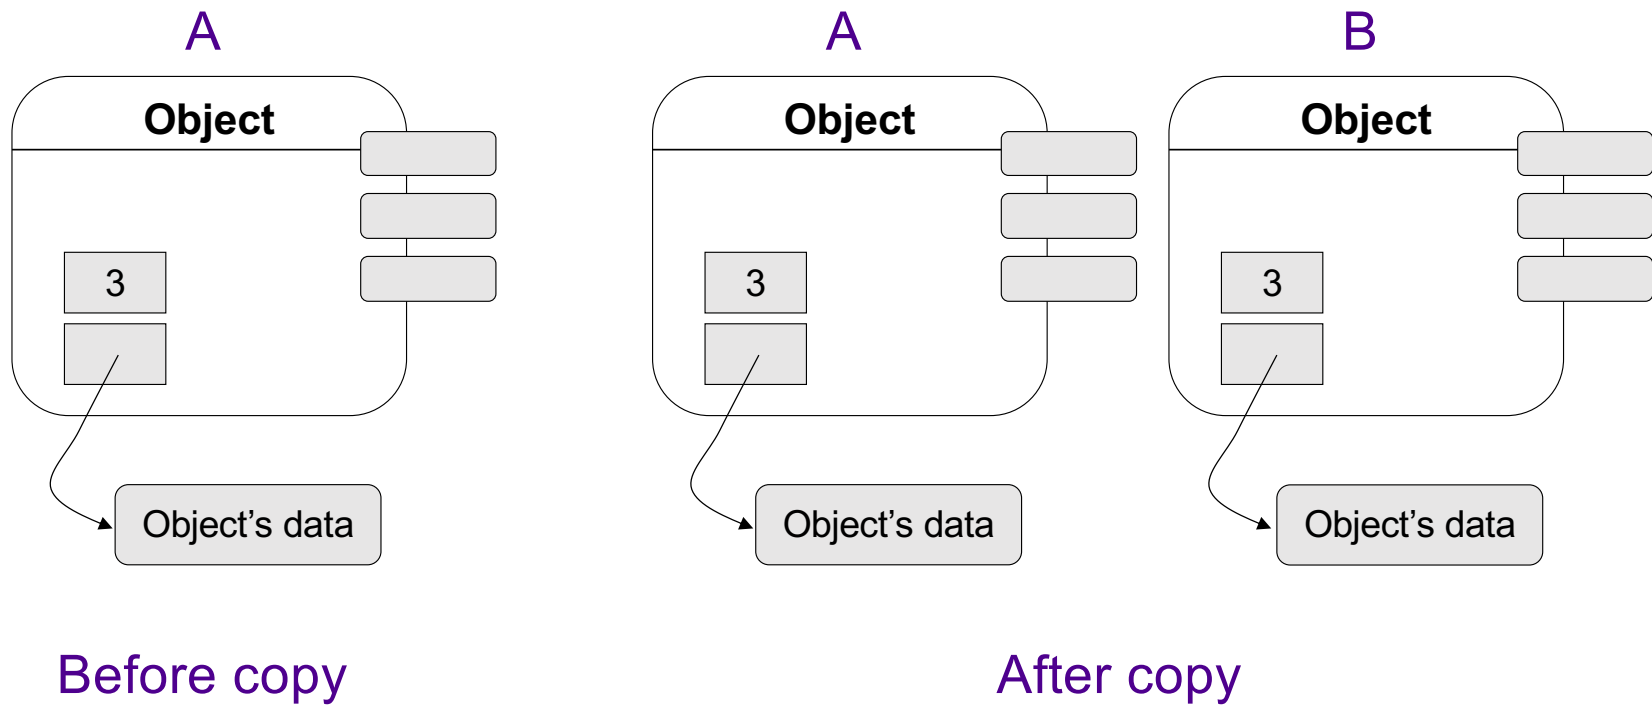 A
Object
3
Object’s data
Before copy
A
Object
3
Object’s data
B
Object
3
Object’s data
After copy